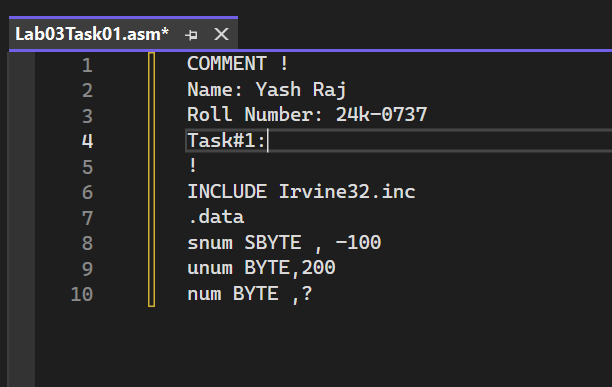 Lab03Task01.asm*
1 COMMENT !
2 Name: Yash Raj
3 Roll Number: 24k-0737
4 Task#1:
5 !
6 INCLUDE Irvine32.inc
7 .data
8 snum SBYTE , -100
9 unum BYTE,200
10 num BYTE ,?